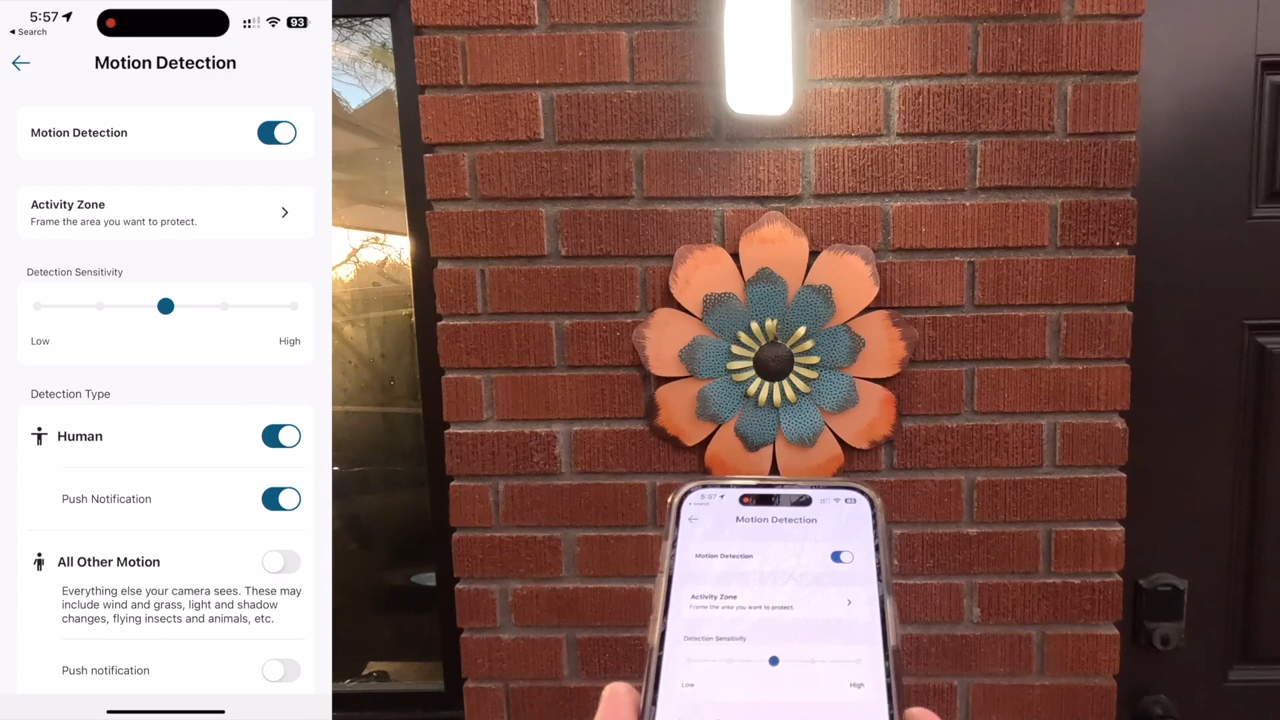 5:57
93
Search
Motion Detection
Motion Detection
Activity Zone
Frame the area you want to protect.
Detection Sensitivity
Low
High
Detection Type
Human
Push Notification
All Other Motion
Everything else your camera sees. These may
include wind and grass, light and shadow
changes, flying insects and animals, etc.
Push notification
5:57
93
Search
Motion Detection
Motion Detection
Activity Zone
Frame the area you want to protect.
Detection Sensitivity
Low
High